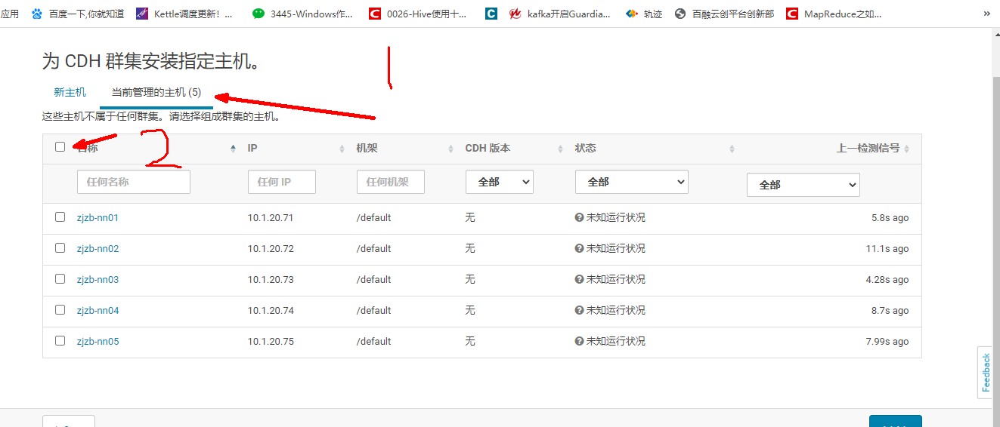 应用 百度一下,你就知道 Kettle调度更新！... 3445-Windows作... 0026-Hive使用十... kafka开启Guardia... 轨迹 百融云创平台创新部 MapReduce之如... »
为 CDH 群集安装指定主机。
1
新主机 当前管理的主机 (5)
这些主机不属于任何群集。请选择组成群集的主机。
2
名称 IP 机架 CDH 版本 状态 上一检测信号
任何名称 任何 IP 任何机架 全部 全部 全部
zjzb-nn01 10.1.20.71 /default 无 未知运行状况 5.8s ago
zjzb-nn02 10.1.20.72 /default 无 未知运行状况 11.1s ago
zjzb-nn03 10.1.20.73 /default 无 未知运行状况 4.28s ago
zjzb-nn04 10.1.20.74 /default 无 未知运行状况 8.7s ago
zjzb-nn05 10.1.20.75 /default 无 未知运行状况 7.99s ago
Feedback